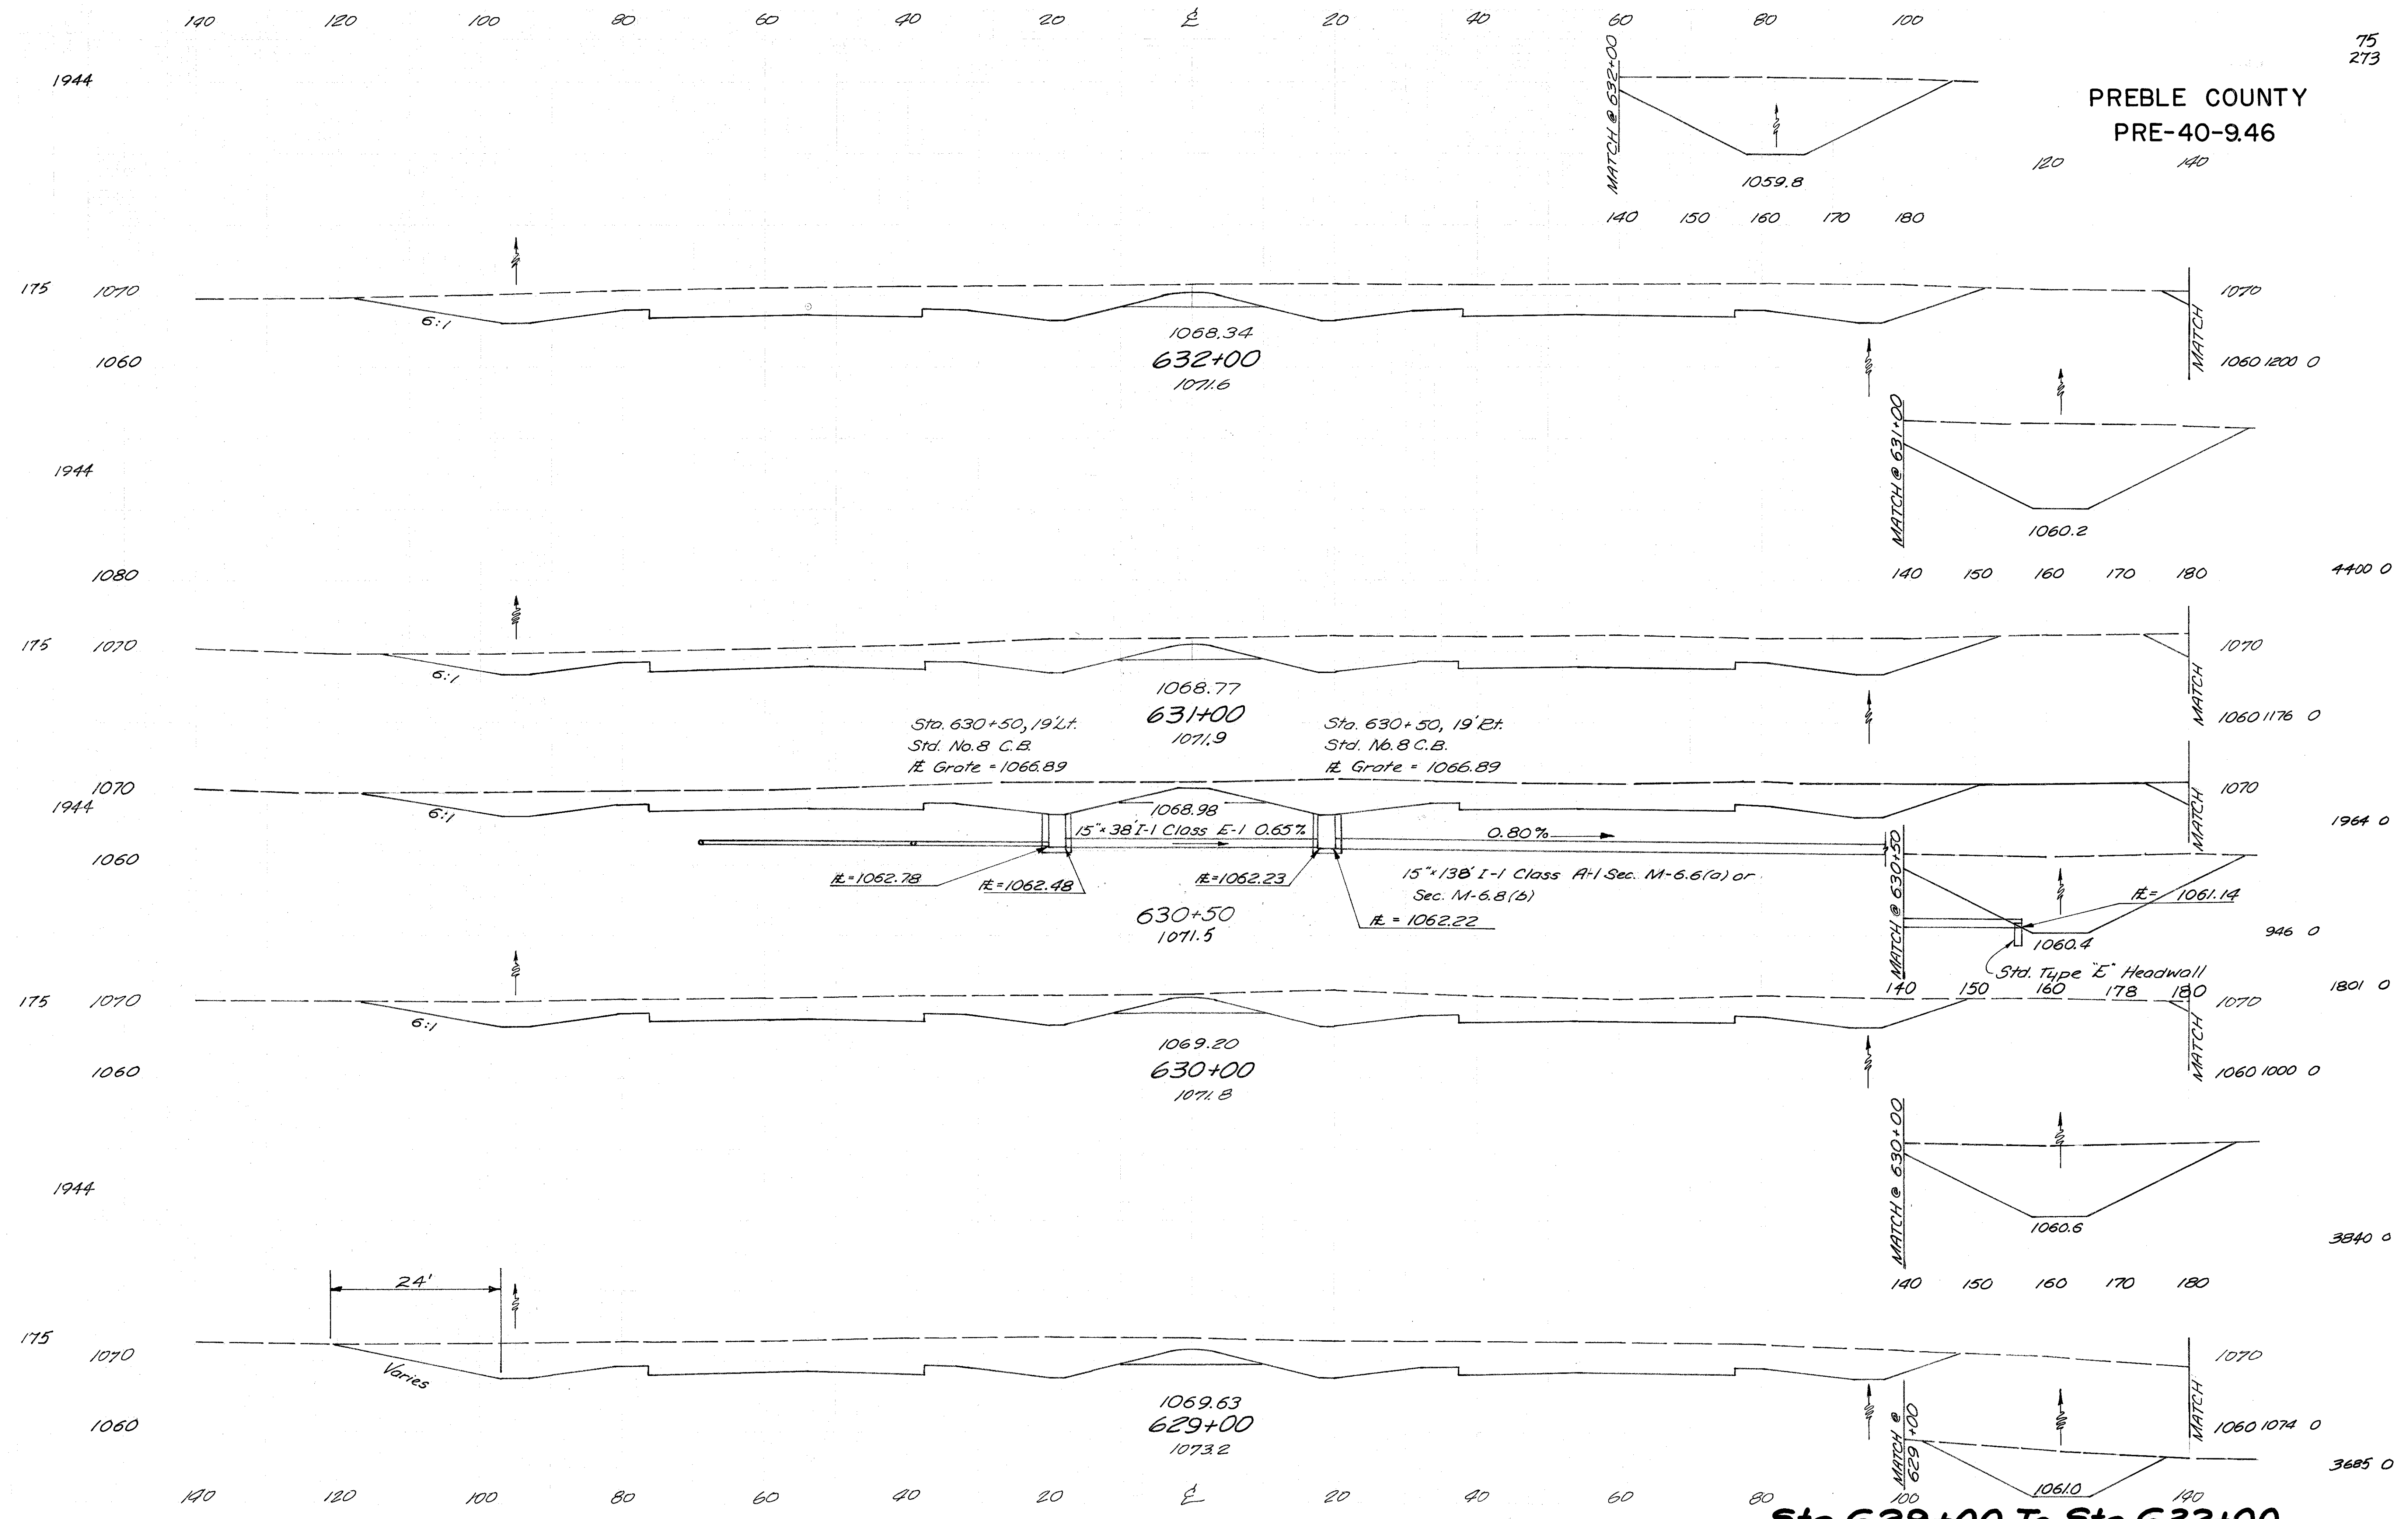 140 120 100 80 60 40 20 ℄ 20 40 60 80 100
75
273
1944
MATCH @ 632+00
PREBLE COUNTY
PRE-40-9.46
120 140
1059.8
140 150 160 170 180
175 1070
1070
6:1
1068.34
632+00
1071.6
MATCH
1060
1060 1200 0
MATCH @ 631+00
1944
1060.2
1080
140 150 160 170 180
4400 0
175 1070
1070
6:1
1068.77
631+00
1071.9
MATCH
1060 1176 0
Sta. 630+50, 19' Lt.
Std. No. 8 C.B.
Grate = 1066.89
Sta. 630+50, 19' Rt.
Std. No. 8 C.B.
Grate = 1066.89
1070
1944
1070
6:1
1068.98
15"x38' I-1 Class E-1 0.65%
0.80%
MATCH
1964 0
1060
=1062.78
=1062.48
=1062.23
15"x138' I-1 Class A-1 Sec. M-6.6(a) or
Sec. M-6.8(b)
= 1062.22
630+50
1071.5
MATCH @ 630+50
= 1061.14
1060.4
946 0
Std. Type "E" Headwall
140 150 160 178 180
1801 0
175 1070
1070
6:1
1069.20
630+00
1071.8
MATCH
1060
1060 1000 0
MATCH @ 630+00
1944
1060.6
3840 0
140 150 160 170 180
24'
175
1070
1070
Varies
1069.63
629+00
1073.2
MATCH
1060
1060 1074 0
MATCH @
629+00
3685 0
1061.0
140 120 100 80 60 40 20 ℄ 20 40 60 80 100 140
Sta. 629+00 To Sta. 632+00